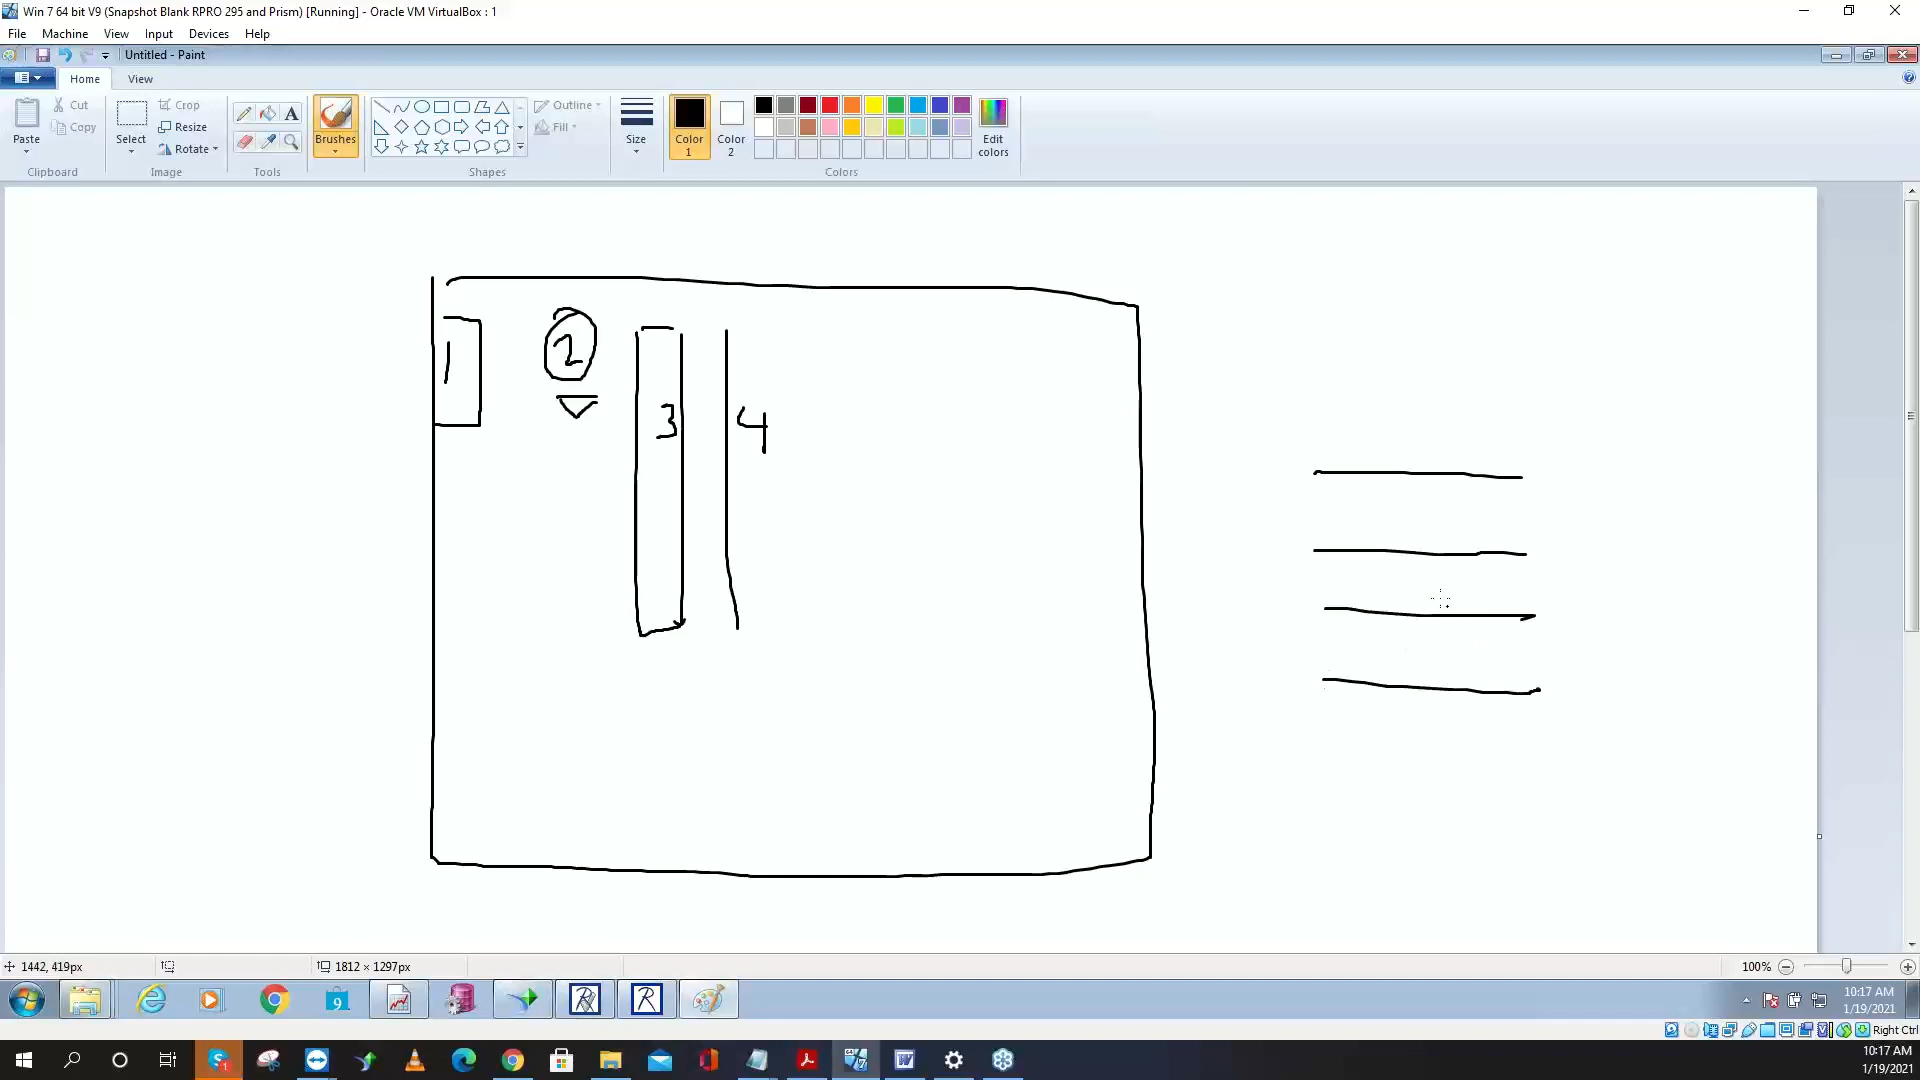 Win 7 64 bit V9 (Snapshot Blank RPRO 295 and Prism) [Running] - Oracle VM VirtualBox : 1
File Machine View Input Devices Help
Untitled - Paint
Home View
Paste
Cut
Copy
Clipboard
Select
Crop
Resize
Rotate
Image
A
Tools
Brushes
Outline
Fill
Shapes
Size
Color 1
Color 2
Edit colors
Colors
1
2
3
4
1442, 419px
1812 × 1297px
100%
9
R
R
10:17 AM
1/19/2021
Right Ctrl
10:17 AM
1/19/2021